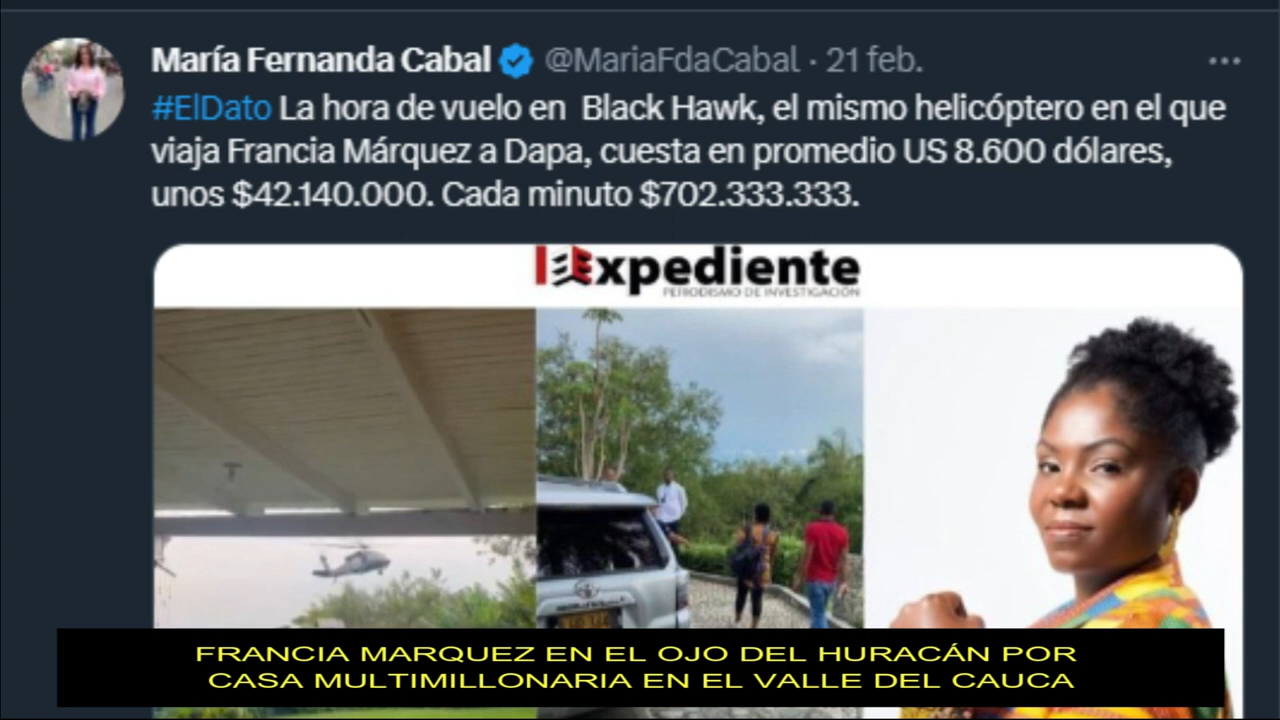 María Fernanda Cabal @MariaFdaCabal · 21 feb.
#ElDato La hora de vuelo en Black Hawk, el mismo helicóptero en el que
viaja Francia Márquez a Dapa, cuesta en promedio US 8.600 dólares,
unos $42.140.000. Cada minuto $702.333.333.
Expediente
PERIODISMO DE INVESTIGACIÓN
FRANCIA MARQUEZ EN EL OJO DEL HURACÁN POR
CASA MULTIMILLONARIA EN EL VALLE DEL CAUCA